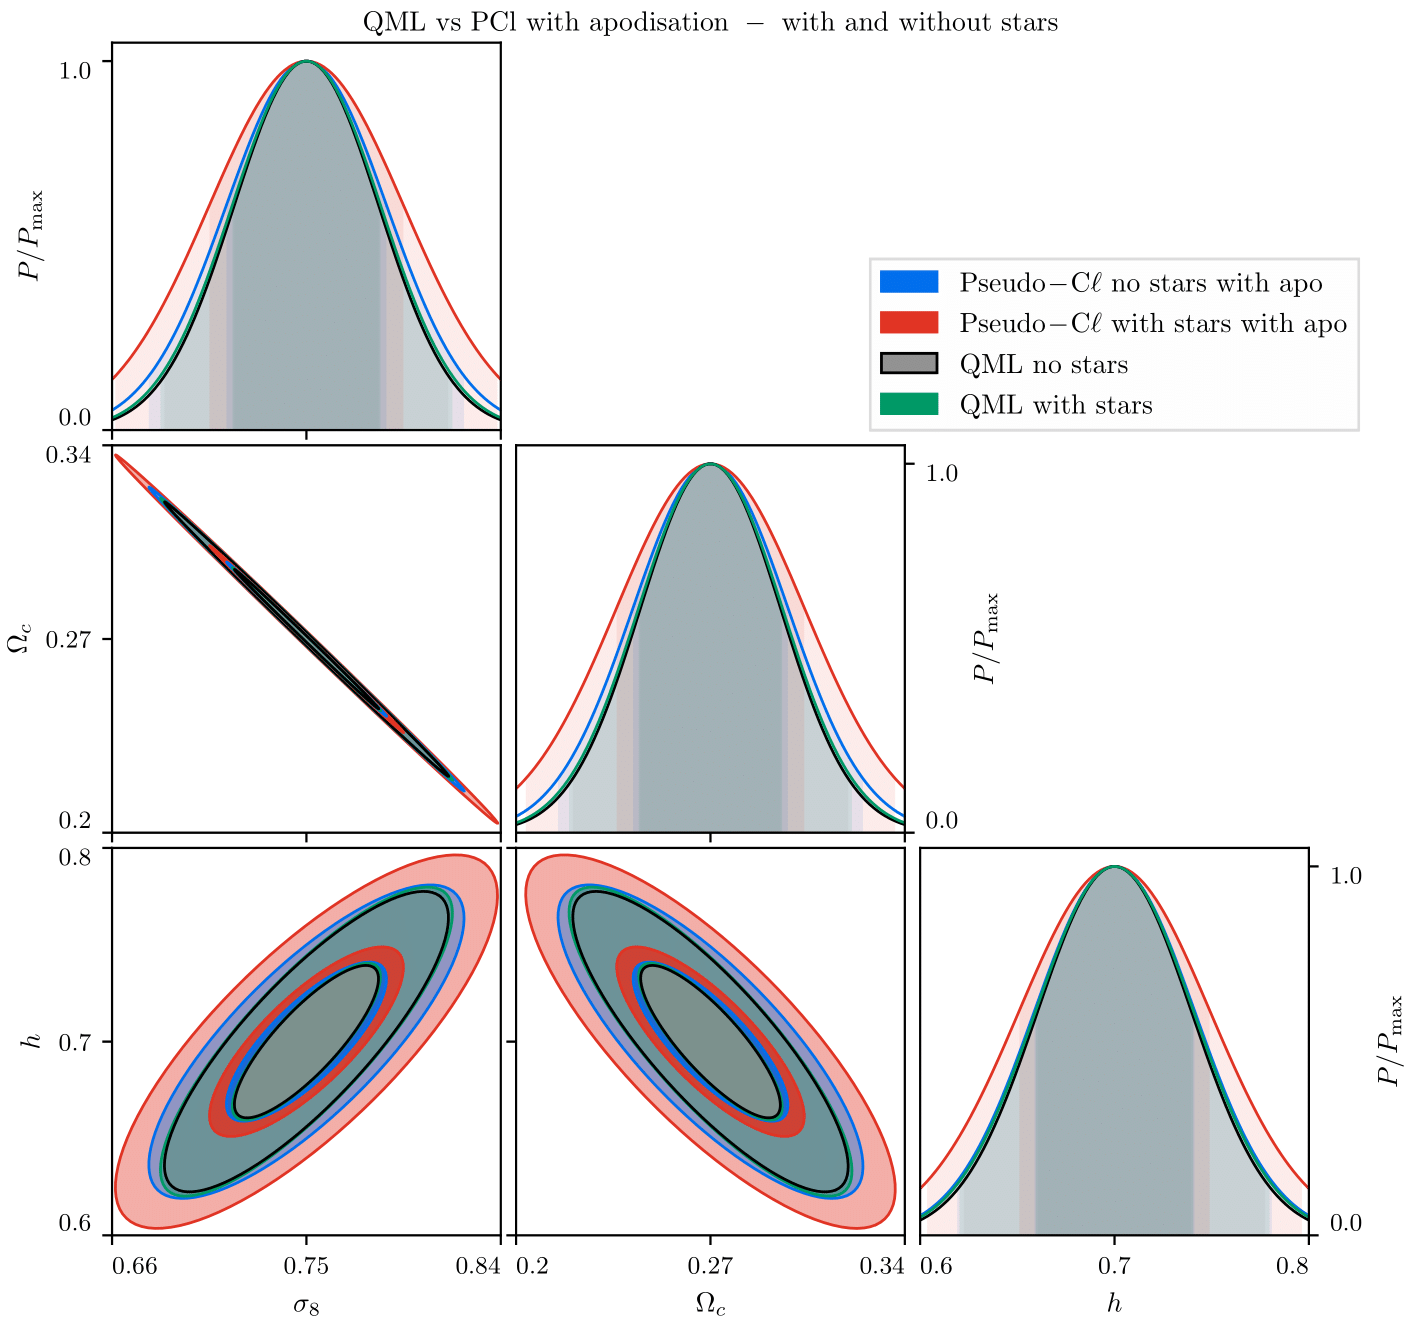 QML vs PCl with apodisation − with and without stars
1.0
P/P_max
0.0
Pseudo−Cℓ no stars with apo
Pseudo−Cℓ with stars with apo
QML no stars
QML with stars
0.34
Ω_c
0.27
0.2
1.0
P/P_max
0.0
0.8
h
0.7
0.6
1.0
P/P_max
0.0
0.66 0.75 0.84
0.2 0.27 0.34
0.6 0.7 0.8
σ₈
Ω_c
h